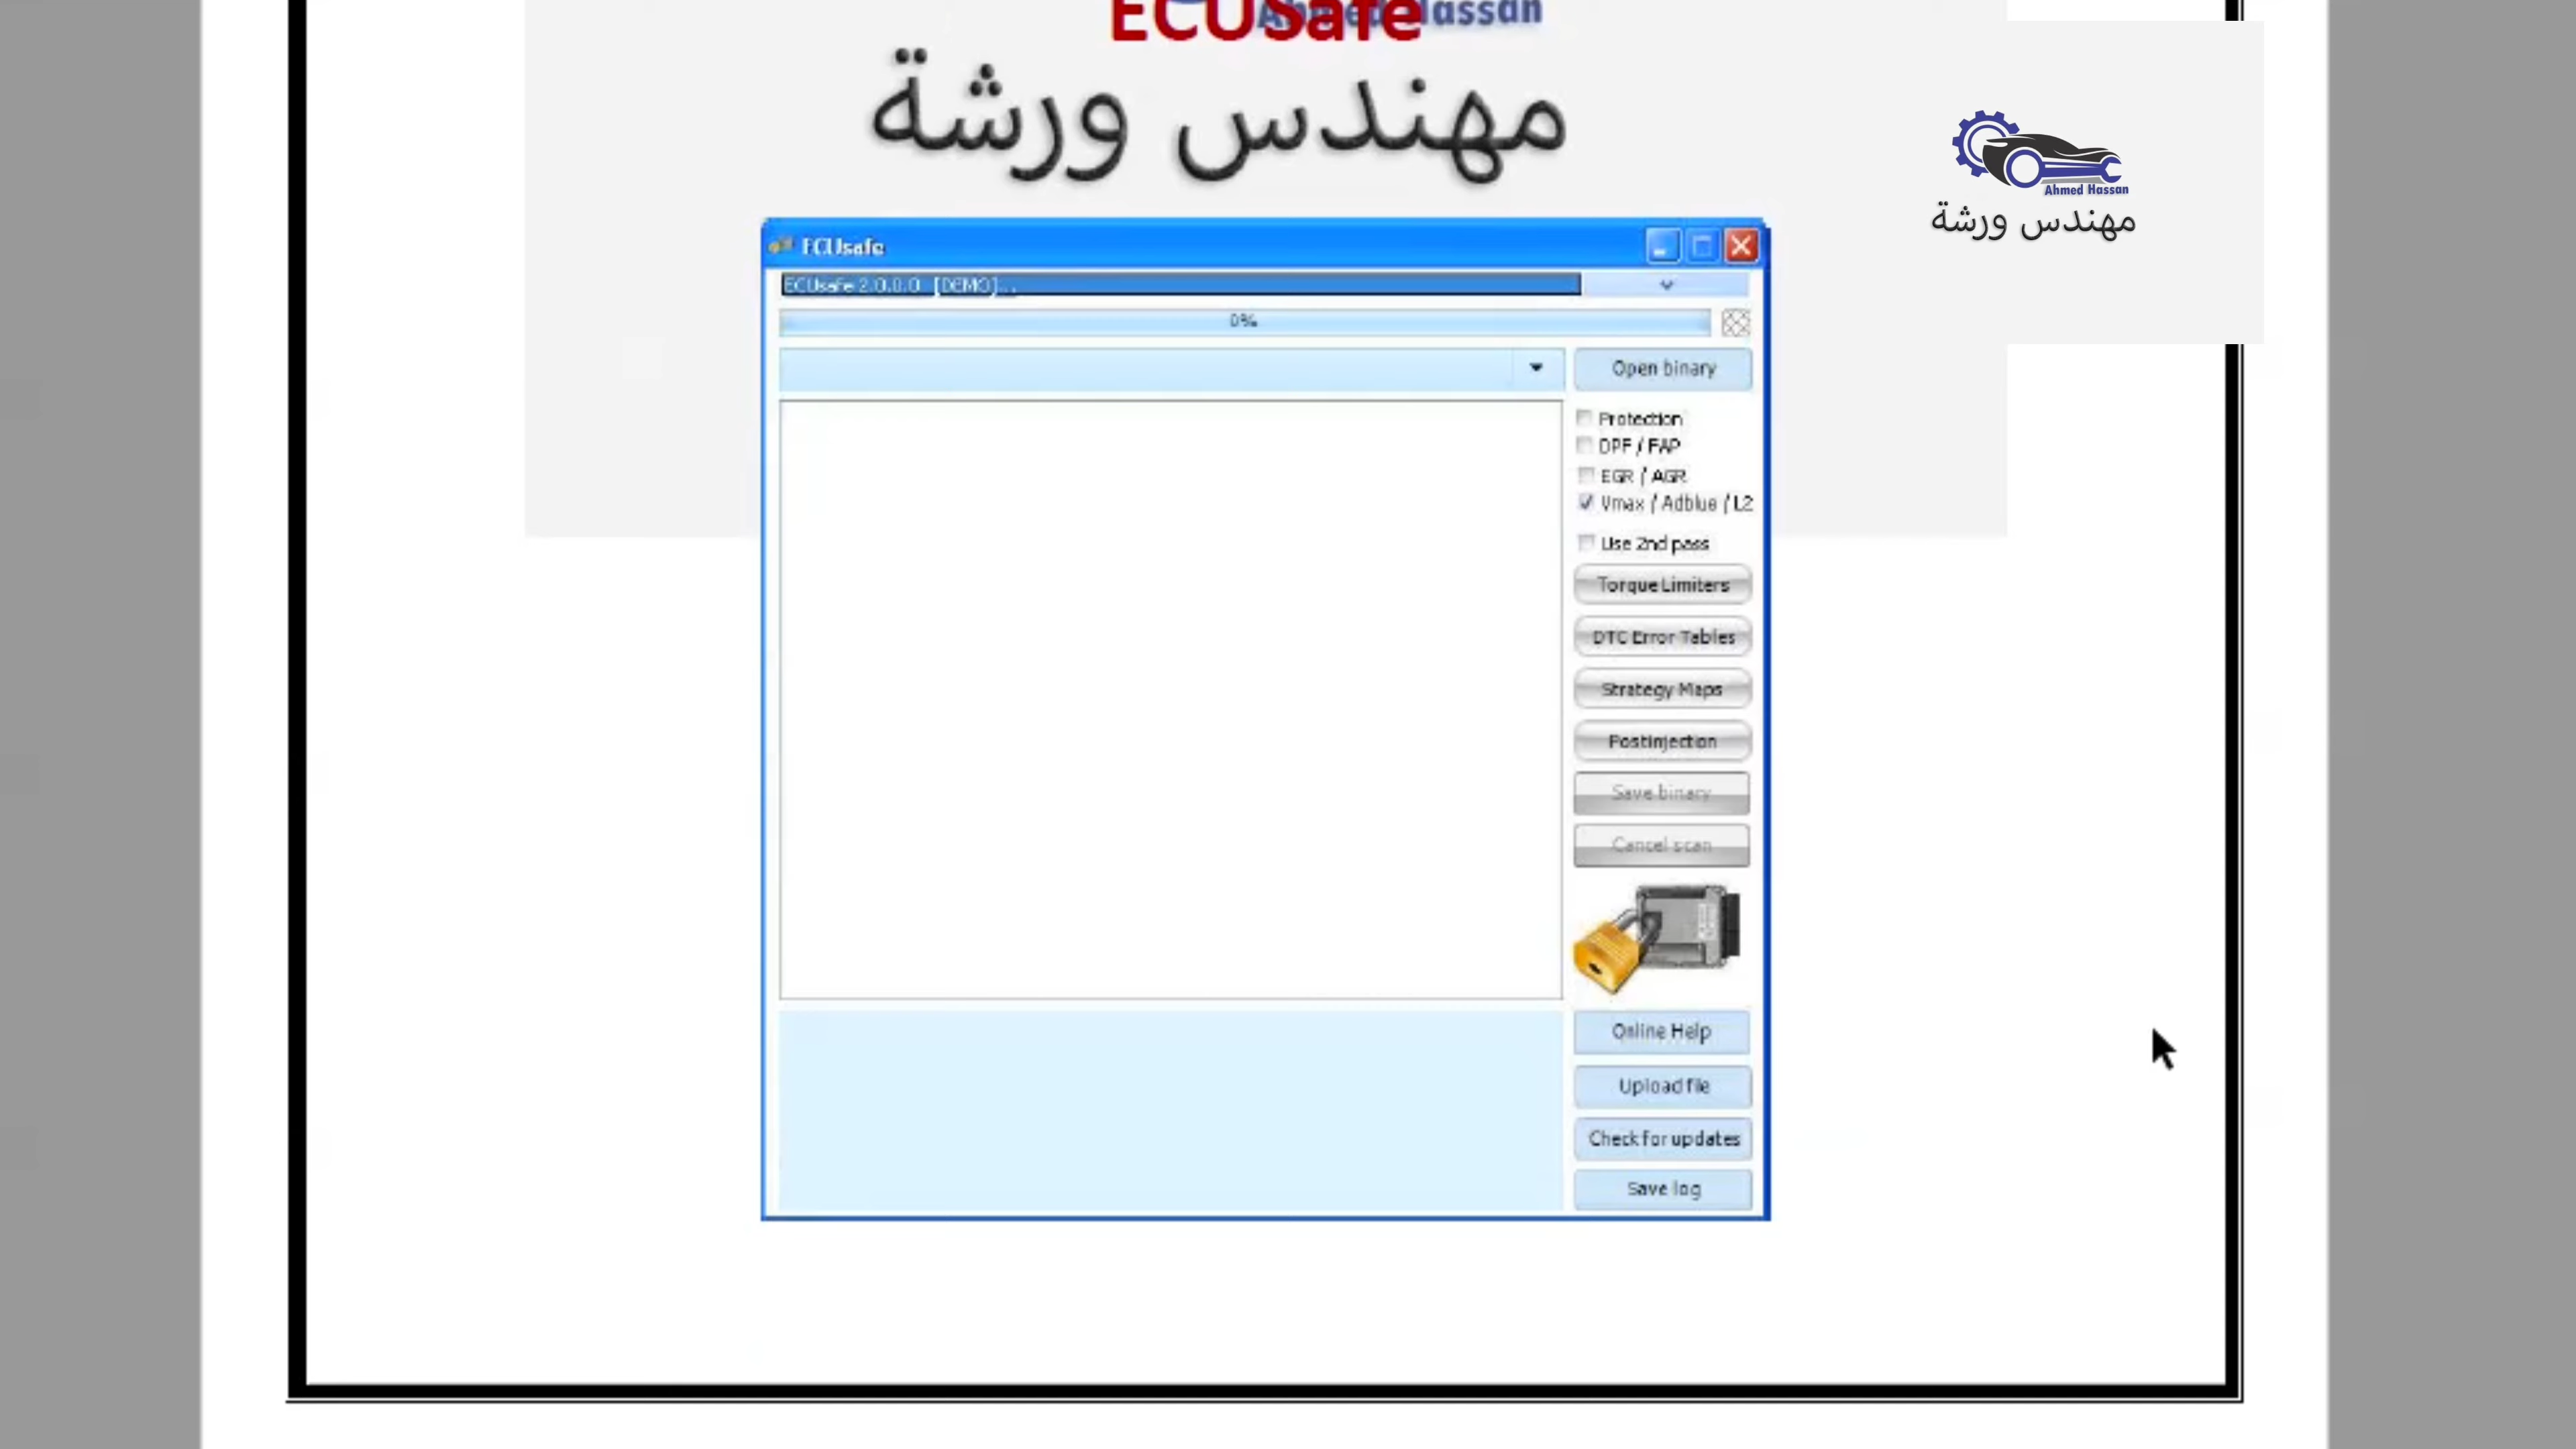 ECUSafe
Ahmed Hassan
مهندس ورشة
Ahmed Hassan
مهندس ورشة
ECUsafe
ECUsafe 2.0.0.0 [DEMO]...
0%
Open binary
Protection
DPF / FAP
EGR / AGR
Vmax / Adblue / L2
Use 2nd pass
Torque Limiters
DTC Error Tables
Strategy Maps
Postinjection
Save binary
Cancel scan
Online Help
Upload file
Check for updates
Save log